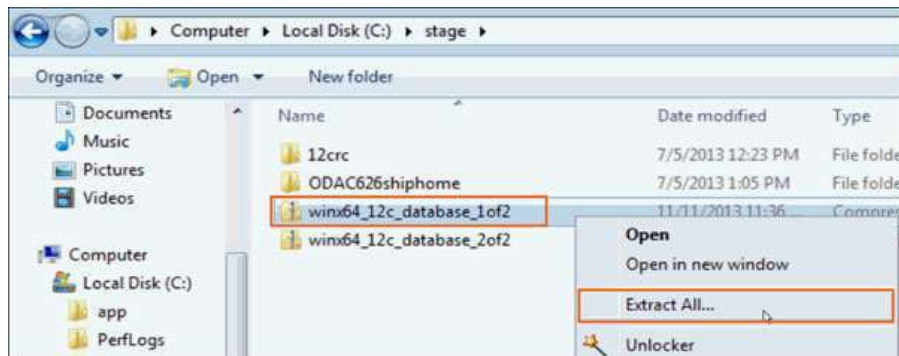 Computer ▸ Local Disk (C:) ▸ stage ▸
Organize Open New folder
Documents
Music
Pictures
Videos
Computer
Local Disk (C:)
app
PerfLogs
Name Date modified Type
12crc 7/5/2013 12:23 PM File folde
ODAC626shiphome 7/5/2013 1:05 PM File folde
winx64_12c_database_1of2 11/11/2013 11:36 ... Compres
winx64_12c_database_2of2
Open
Open in new window
Extract All...
Unlocker